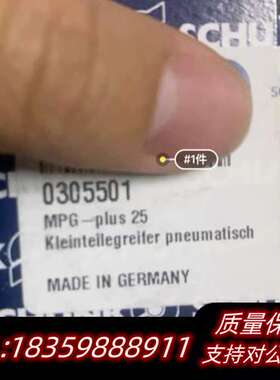 SCHU
#1件
0305501
MPG-plus 25
Kleinteilegreifer pneumatisch
MADE IN GERMANY
质量保
:18359888911
支持对公